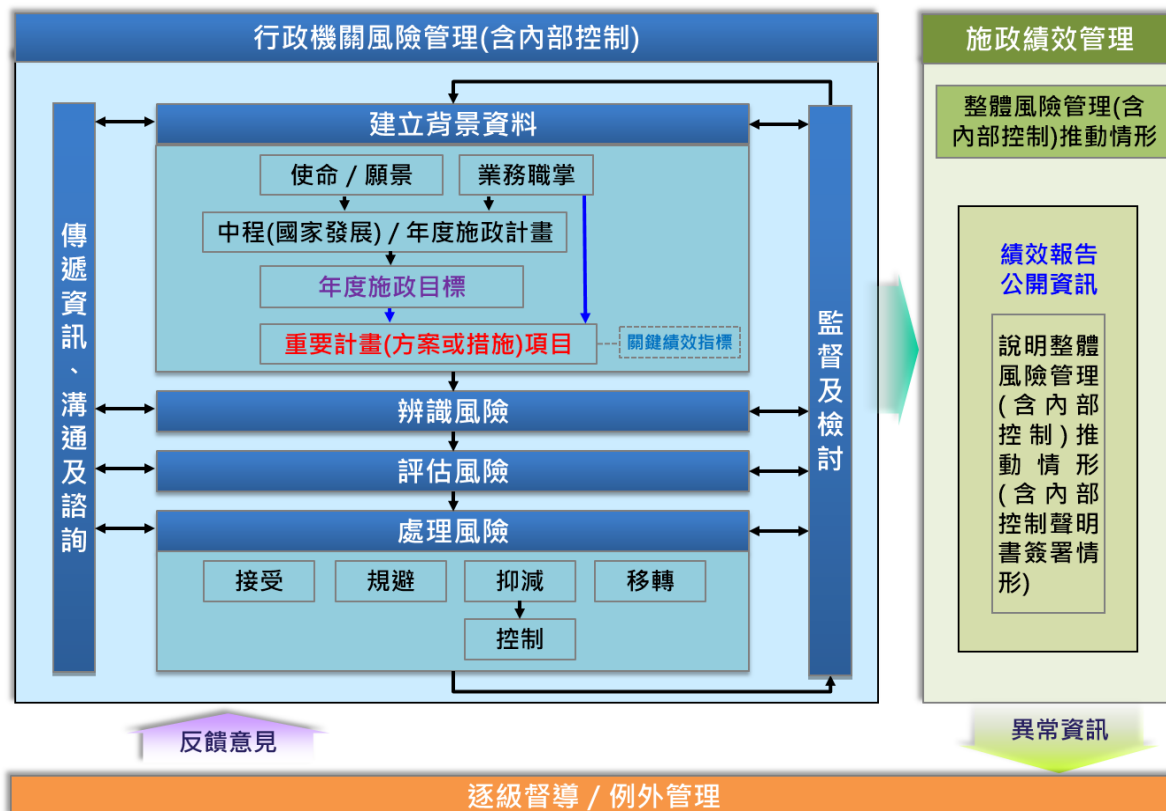 行政機關風險管理(含內部控制)
傳遞資訊、溝通及諮詢
建立背景資料
使命 / 願景
業務職掌
中程(國家發展) / 年度施政計畫
年度施政目標
重要計畫(方案或措施)項目
關鍵績效指標
辨識風險
評估風險
處理風險
接受
規避
抑減
移轉
控制
監督及檢討
施政績效管理
整體風險管理(含
內部控制)推動情形
績效報告
公開資訊
說明整體
風險管理
(含內部
控制)推
動情形
(含內部
控制聲明
書簽署情
形)
反饋意見
異常資訊
逐級督導 / 例外管理